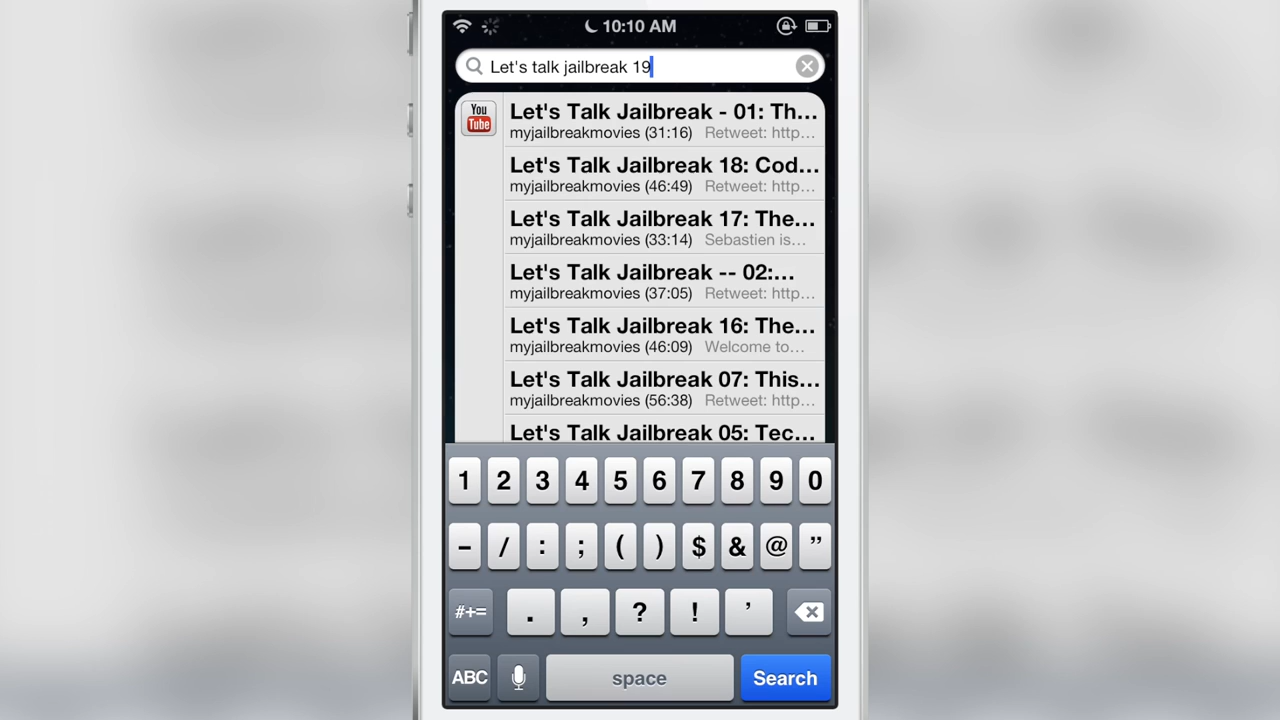 10:10 AM
Let's talk jailbreak 19
You
Tube
Let's Talk Jailbreak - 01: Th...
myjailbreakmovies (31:16) Retweet: http...
Let's Talk Jailbreak 18: Cod...
myjailbreakmovies (46:49) Retweet: http...
Let's Talk Jailbreak 17: The...
myjailbreakmovies (33:14) Sebastien is...
Let's Talk Jailbreak -- 02:...
myjailbreakmovies (37:05) Retweet: http...
Let's Talk Jailbreak 16: The...
myjailbreakmovies (46:09) Welcome to...
Let's Talk Jailbreak 07: This...
myjailbreakmovies (56:38) Retweet: http...
Let's Talk Jailbreak 05: Tec...
1 2 3 4 5 6 7 8 9 0
- / : ; ( ) $ & @ ”
#+= . , ? ! ’
ABC space Search